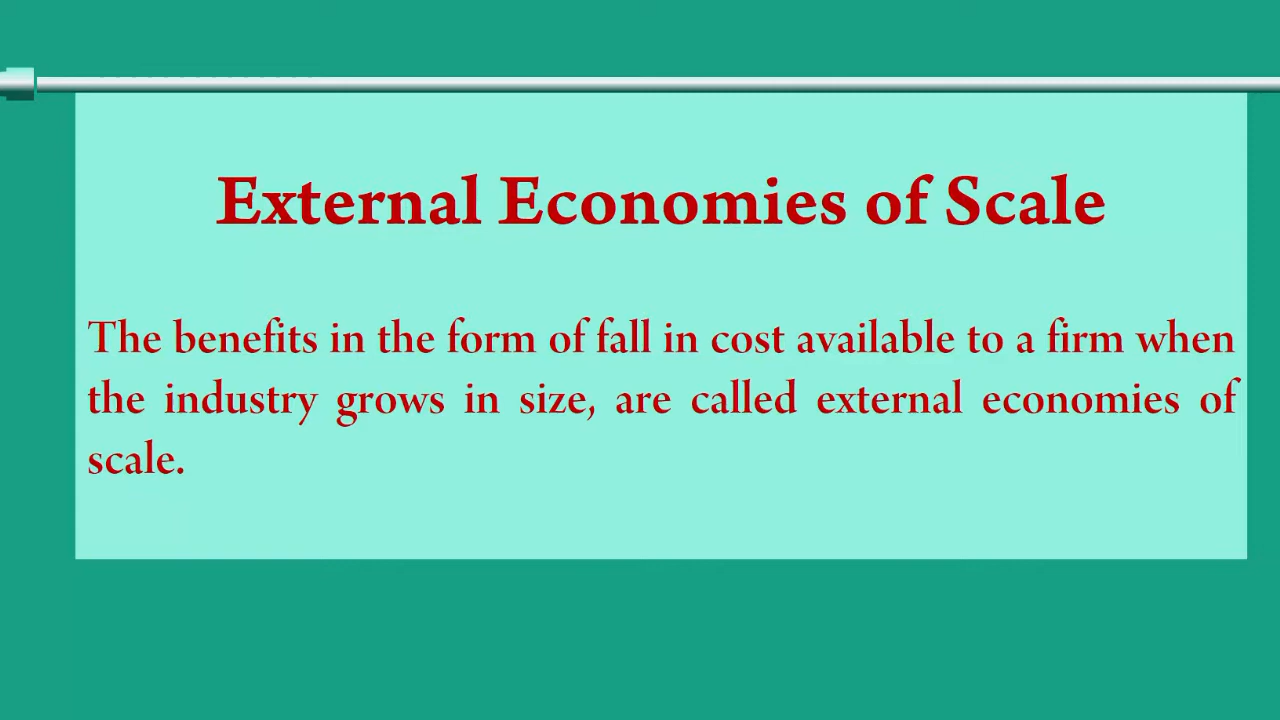 External Economies of Scale
The benefits in the form of fall in cost available to a firm when
the industry grows in size, are called external economies of
scale.